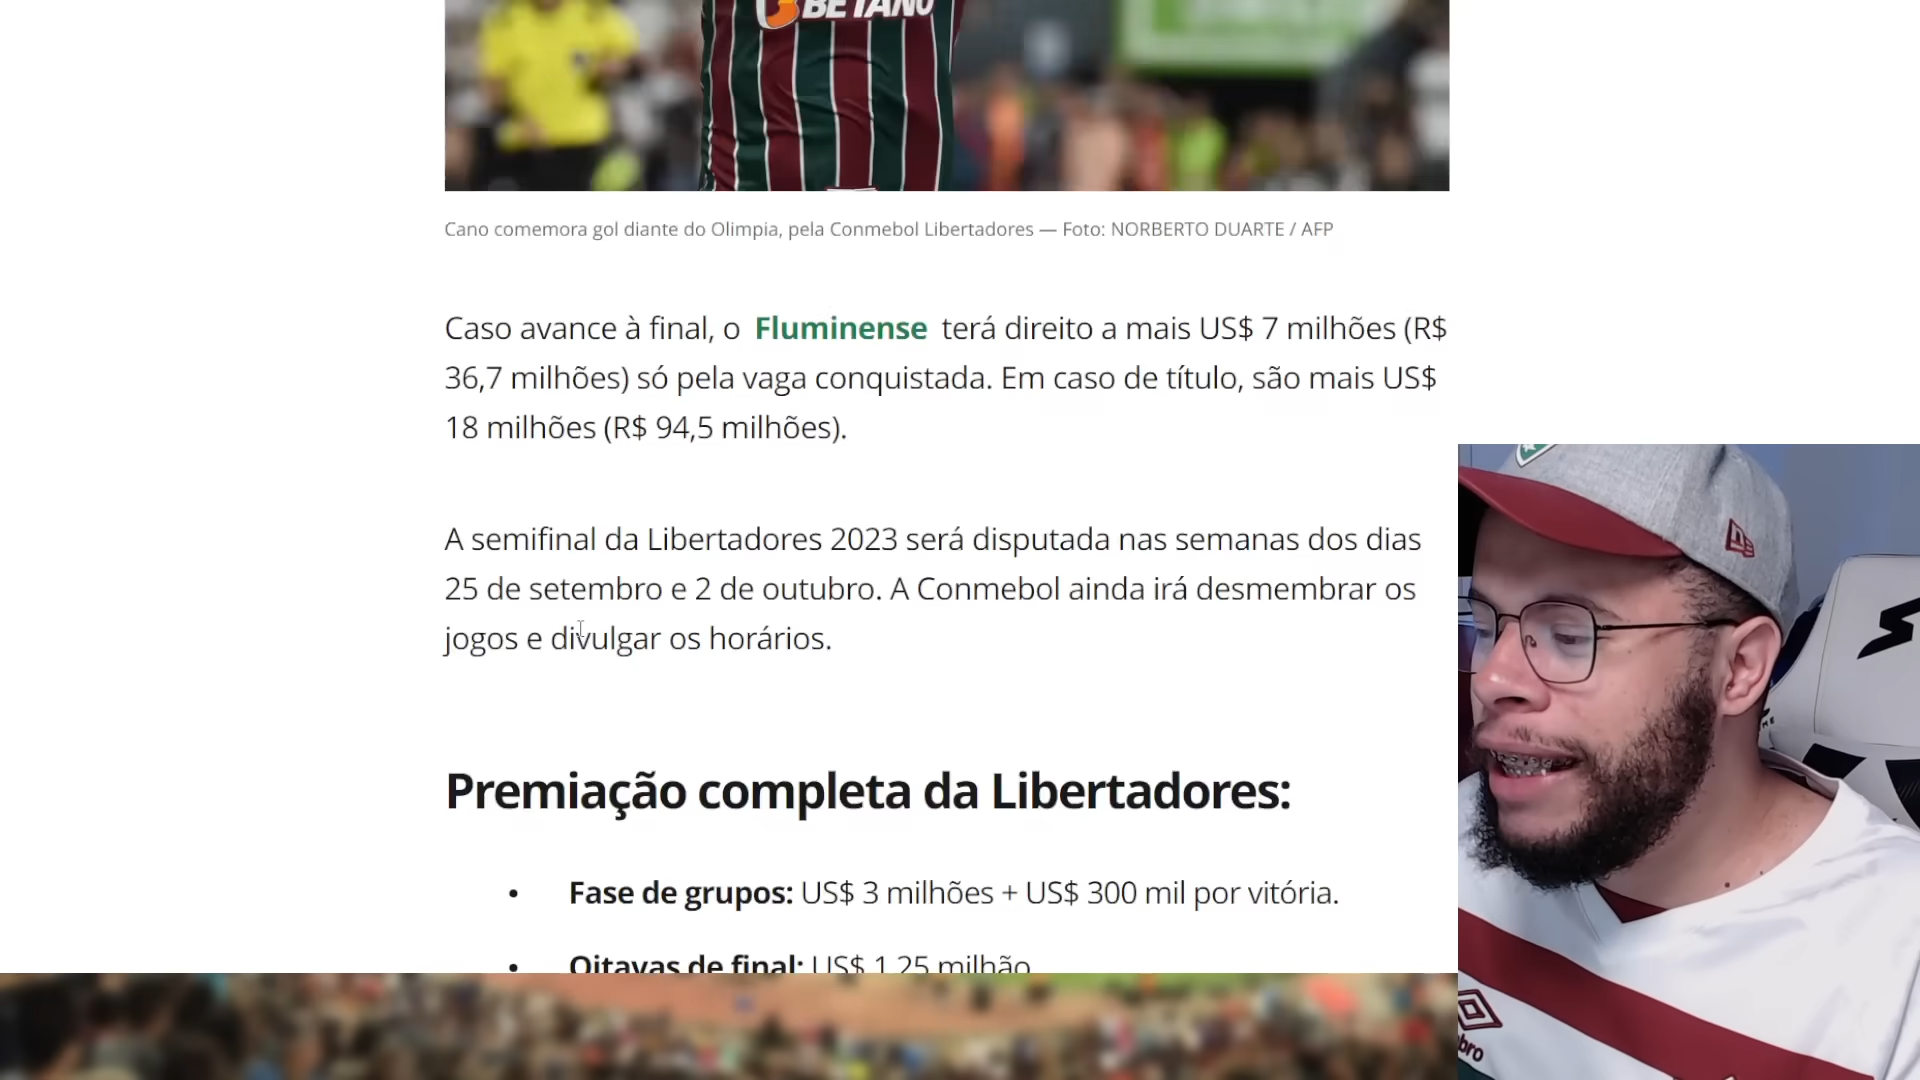 BETANO
Cano comemora gol diante do Olimpia, pela Conmebol Libertadores — Foto: NORBERTO DUARTE / AFP
Caso avance à final, o Fluminense terá direito a mais US$ 7 milhões (R$
36,7 milhões) só pela vaga conquistada. Em caso de título, são mais US$
18 milhões (R$ 94,5 milhões).
A semifinal da Libertadores 2023 será disputada nas semanas dos dias
25 de setembro e 2 de outubro. A Conmebol ainda irá desmembrar os
jogos e divulgar os horários.
Premiação completa da Libertadores:
• Fase de grupos: US$ 3 milhões + US$ 300 mil por vitória.
• Oitavas de final: US$ 1,25 milhão